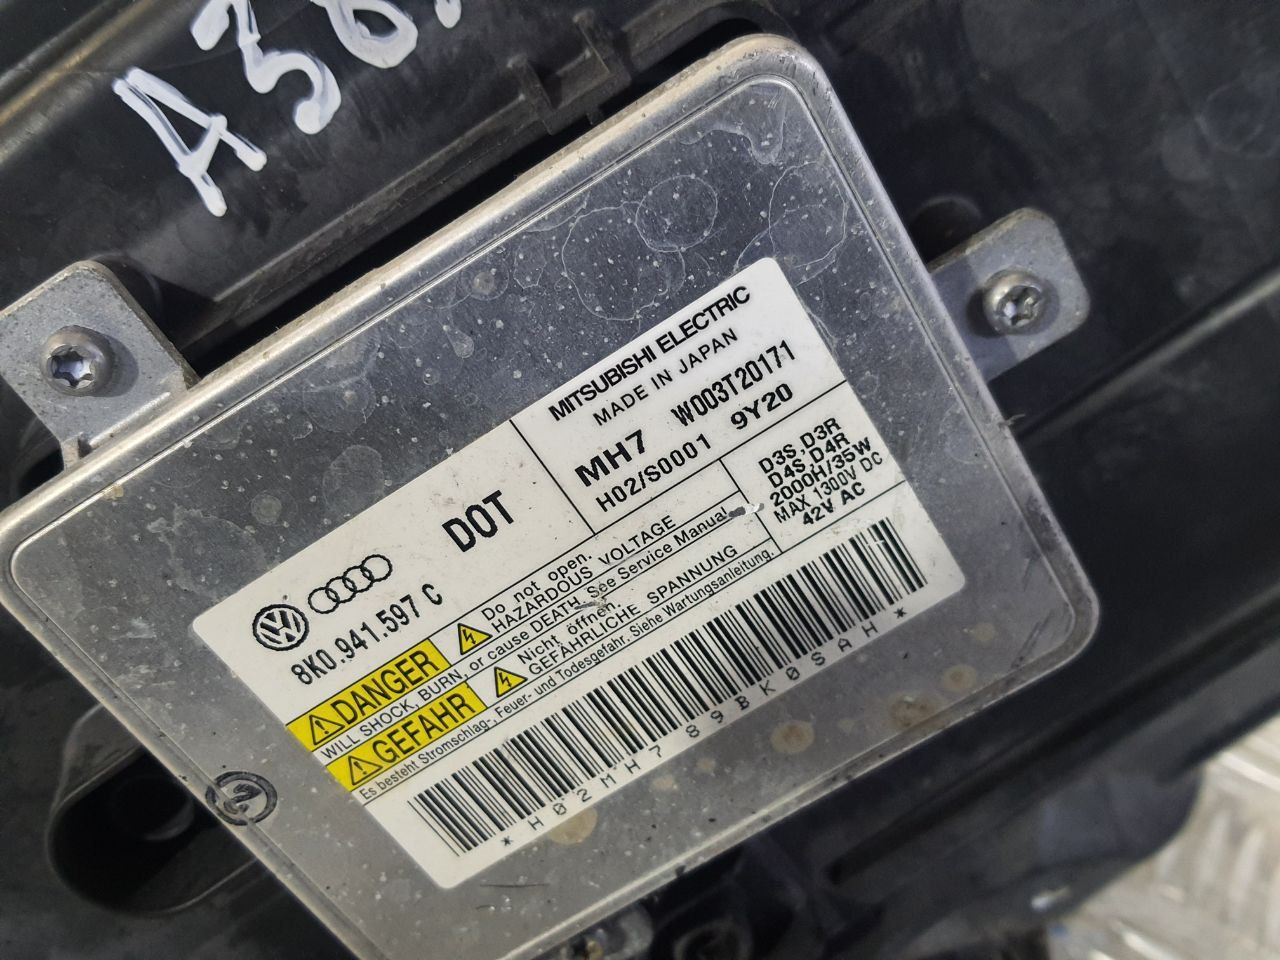 A3
MITSUBISHI ELECTRIC
MADE IN JAPAN
MH7 W003T20171
H02/S0001 9Y20
DOT
8K0.941.597 C
D3S,D3R
D4S,D4R
2000H/35W
MAX 1300V DC
42V AC
DANGER
Do not open.
HAZARDOUS VOLTAGE
WILL SHOCK, BURN, or cause DEATH. See Service Manual
GEFAHR
Nicht öffnen.
GEFÄHRLICHE SPANNUNG
Es besteht Stromschlag-, Feuer- und Todesgefahr. Siehe Wartungsanleitung.
*H02MH789BK0SAH*